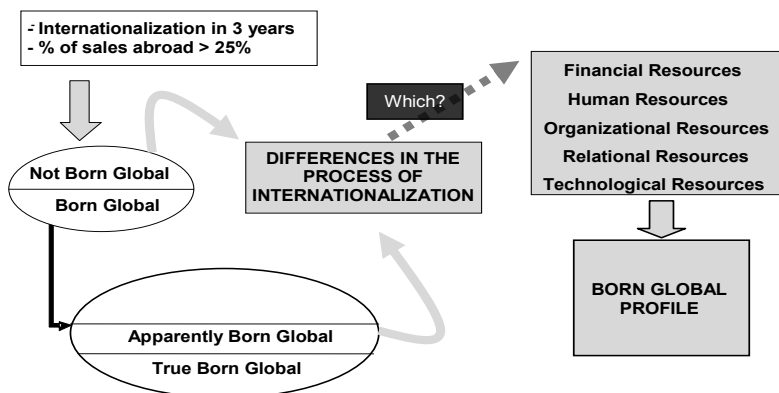 - Internationalization in 3 years
- % of sales abroad > 25%
Which?
Financial Resources
Human Resources
Organizational Resources
Relational Resources
Technological Resources
Not Born Global
Born Global
DIFFERENCES IN THE
PROCESS OF
INTERNATIONALIZATION
BORN GLOBAL
PROFILE
Apparently Born Global
True Born Global